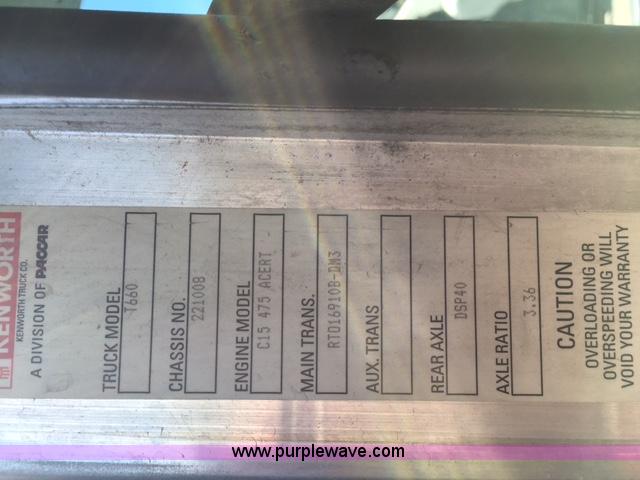 KENWORTH
KENWORTH TRUCK CO.
A DIVISION OF PACCAR
TRUCK MODEL T660
CHASSIS NO. 221008
ENGINE MODEL C15 475 ACERT -
MAIN TRANS. RTO16910B-DM3
AUX. TRANS
REAR AXLE DSP40
AXLE RATIO 3.36
CAUTION
OVERLOADING OR
OVERSPEEDING WILL
VOID YOUR WARRANTY
www.purplewave.com